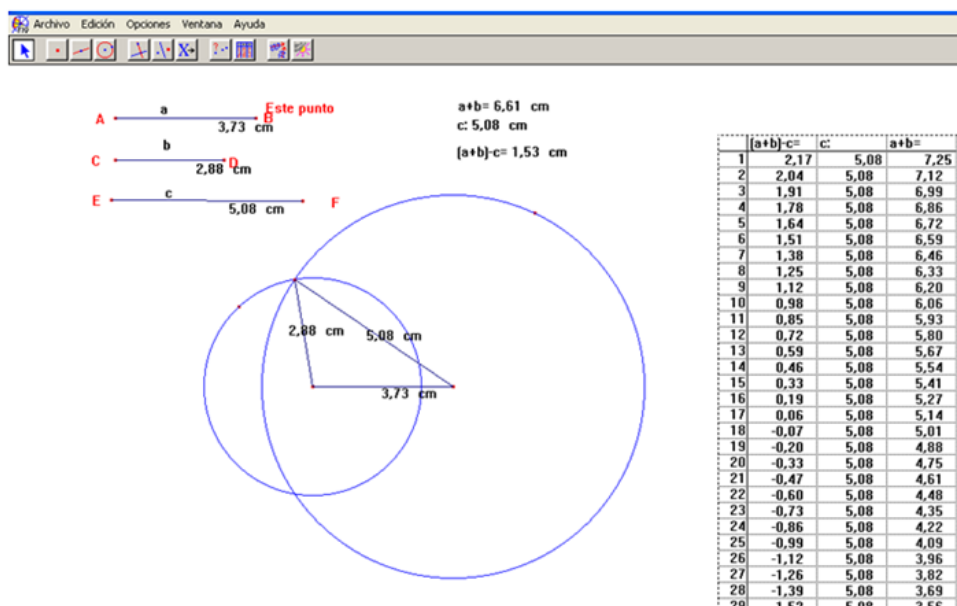 Archivo Edición Opciones Ventana Ayuda
Este punto
A a B
3,73 cm
b
C D
2,88 cm
E c F
5,08 cm
a+b= 6,61 cm
c: 5,08 cm
(a+b)-c= 1,53 cm
2,88 cm
5,08 cm
3,73 cm
(a+b)-c= c: a+b=
1 2,17 5,08 7,25
2 2,04 5,08 7,12
3 1,91 5,08 6,99
4 1,78 5,08 6,86
5 1,64 5,08 6,72
6 1,51 5,08 6,59
7 1,38 5,08 6,46
8 1,25 5,08 6,33
9 1,12 5,08 6,20
10 0,98 5,08 6,06
11 0,85 5,08 5,93
12 0,72 5,08 5,80
13 0,59 5,08 5,67
14 0,46 5,08 5,54
15 0,33 5,08 5,41
16 0,19 5,08 5,27
17 0,06 5,08 5,14
18 -0,07 5,08 5,01
19 -0,20 5,08 4,88
20 -0,33 5,08 4,75
21 -0,47 5,08 4,61
22 -0,60 5,08 4,48
23 -0,73 5,08 4,35
24 -0,86 5,08 4,22
25 -0,99 5,08 4,09
26 -1,12 5,08 3,96
27 -1,26 5,08 3,82
28 -1,39 5,08 3,69